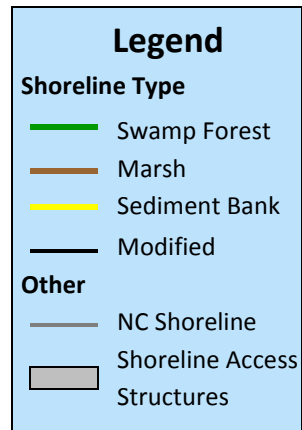 Legend
Shoreline Type
Swamp Forest
Marsh
Sediment Bank
Modified
Other
NC Shoreline
Shoreline Access
Structures